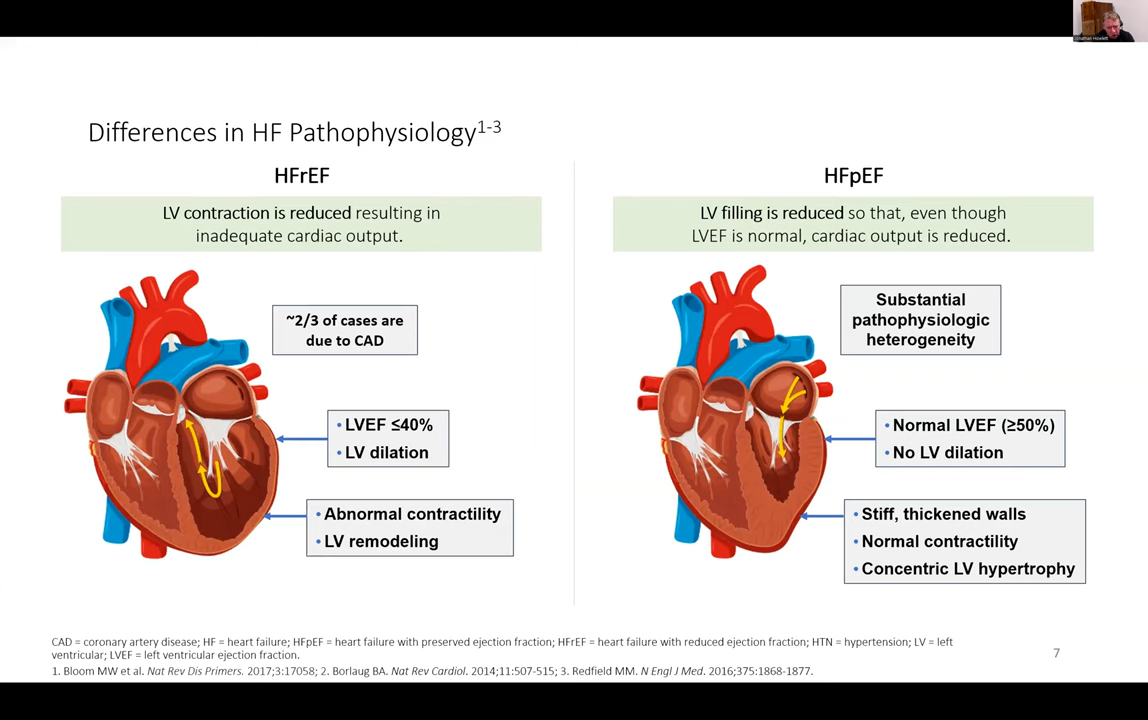 Jonathan Howlett
Differences in HF Pathophysiology1-3
HFrEF
LV contraction is reduced resulting in
inadequate cardiac output.
~2/3 of cases are
due to CAD
• LVEF ≤40%
• LV dilation
• Abnormal contractility
• LV remodeling
HFpEF
LV filling is reduced so that, even though
LVEF is normal, cardiac output is reduced.
Substantial
pathophysiologic
heterogeneity
• Normal LVEF (≥50%)
• No LV dilation
• Stiff, thickened walls
• Normal contractility
• Concentric LV hypertrophy
CAD = coronary artery disease; HF = heart failure; HFpEF = heart failure with preserved ejection fraction; HFrEF = heart failure with reduced ejection fraction; HTN = hypertension; LV = left
ventricular; LVEF = left ventricular ejection fraction.
1. Bloom MW et al. Nat Rev Dis Primers. 2017;3:17058; 2. Borlaug BA. Nat Rev Cardiol. 2014;11:507-515; 3. Redfield MM. N Engl J Med. 2016;375:1868-1877.
7